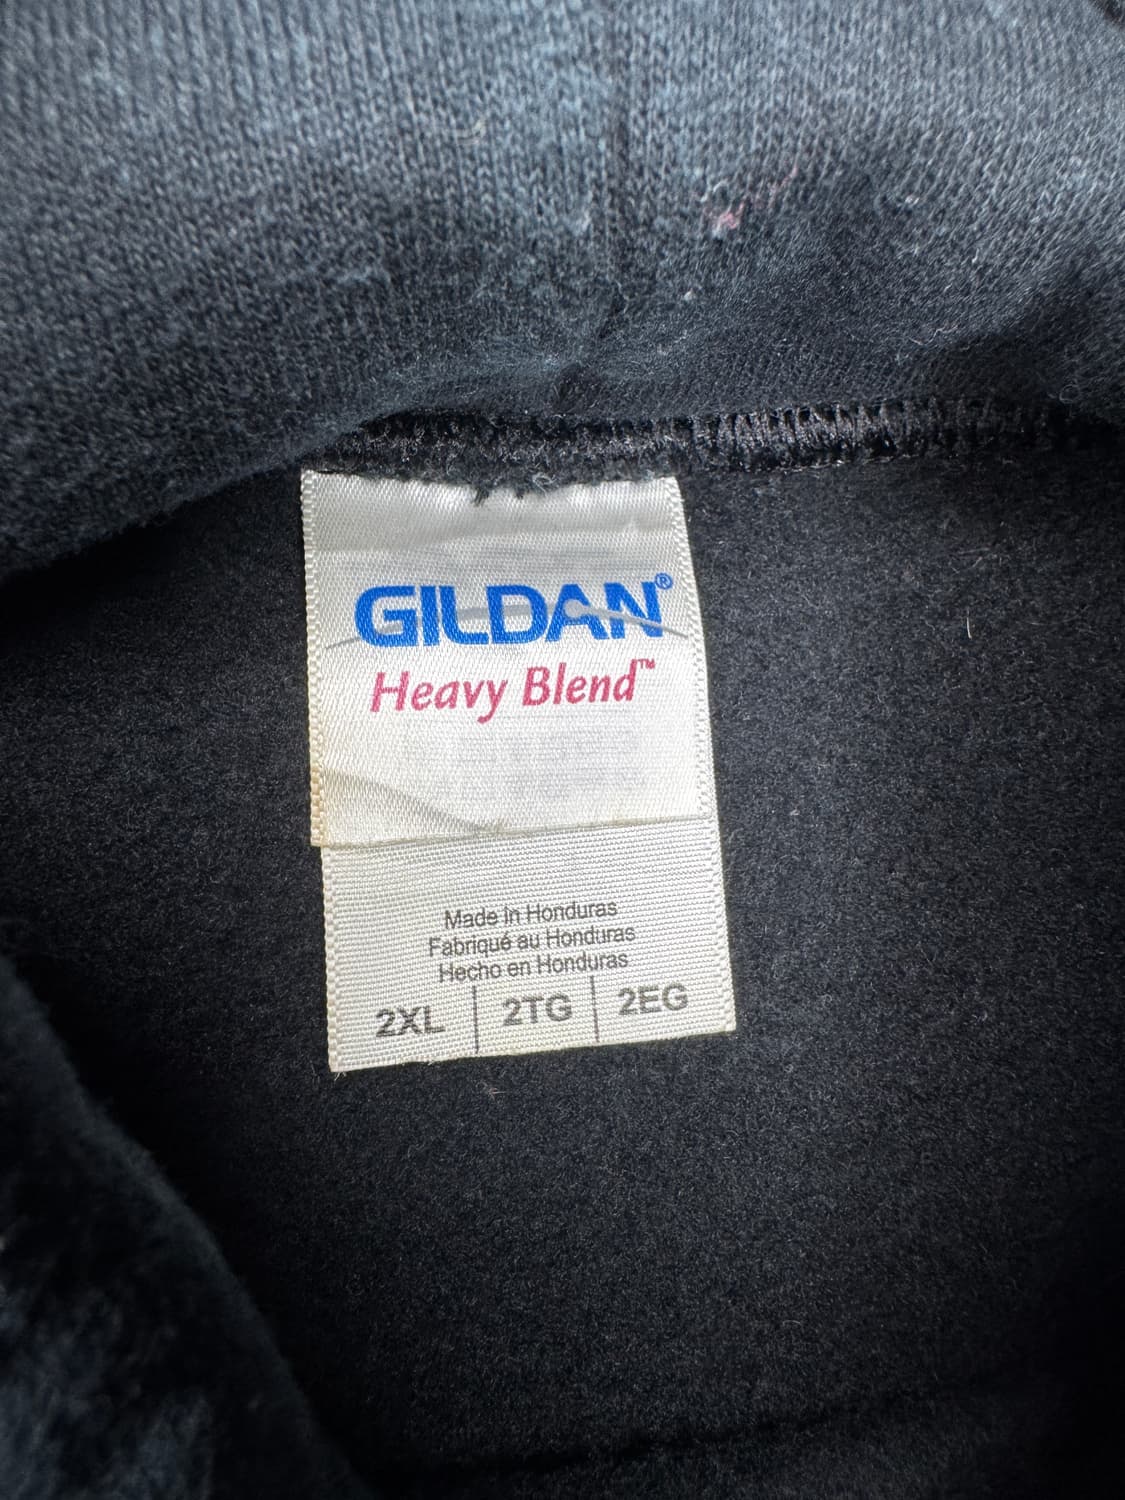 GILDAN®
Heavy Blend™
Made in Honduras
Fabriqué au Honduras
Hecho en Honduras
2XL | 2TG | 2EG